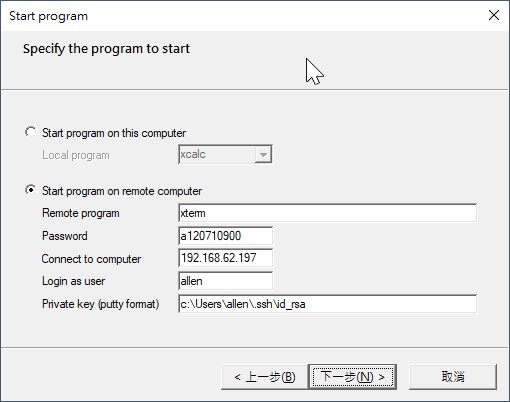 Start program
Specify the program to start
Start program on this computer
Local program xcalc
Start program on remote computer
Remote program xterm
Password a120710900
Connect to computer 192.168.62.197
Login as user allen
Private key (putty format) c:\Users\allen\.ssh\id_rsa
< 上一步(B) 下一步(N) > 取消